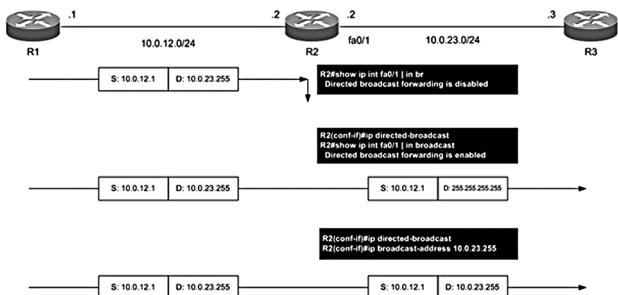 .1
.2
.2
.3
10.0.12.0/24
fa0/1
10.0.23.0/24
R1
R2
R3
S: 10.0.12.1
D: 10.0.23.255
R2#show ip int fa0/1 | in br
Directed broadcast forwarding is disabled
R2(conf-if)#ip directed-broadcast
R2#show ip int fa0/1 | in broadcast
Directed broadcast forwarding is enabled
S: 10.0.12.1
D: 10.0.23.255
S: 10.0.12.1
D: 255.255.255.255
R2(conf-if)#ip directed-broadcast
R2(conf-if)#ip broadcast-address 10.0.23.255
S: 10.0.12.1
D: 10.0.23.255
S: 10.0.12.1
D: 10.0.23.255